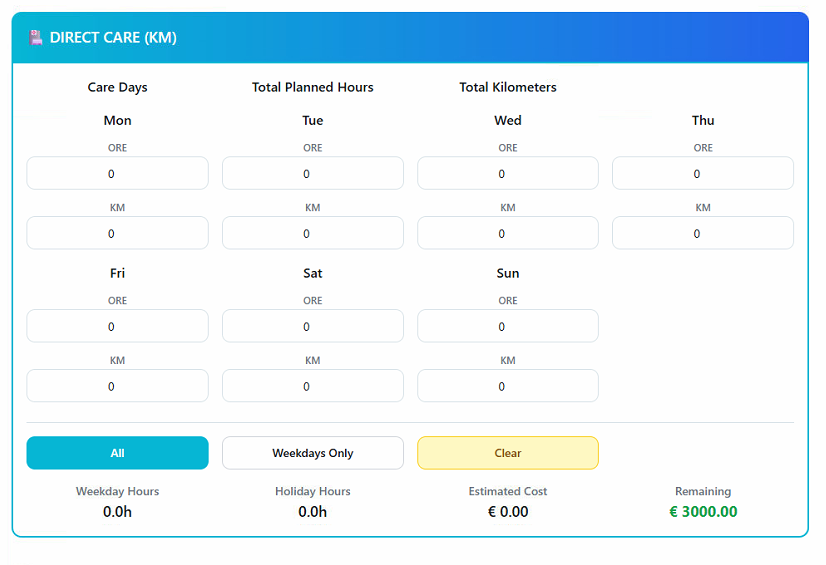 DIRECT CARE (KM)
Care Days Total Planned Hours Total Kilometers
Mon Tue Wed Thu
ORE ORE ORE ORE
0 0 0 0
KM KM KM KM
0 0 0 0
Fri Sat Sun
ORE ORE ORE
0 0 0
KM KM KM
0 0 0
All Weekdays Only Clear
Weekday Hours Holiday Hours Estimated Cost Remaining
0.0h 0.0h € 0.00 € 3000.00